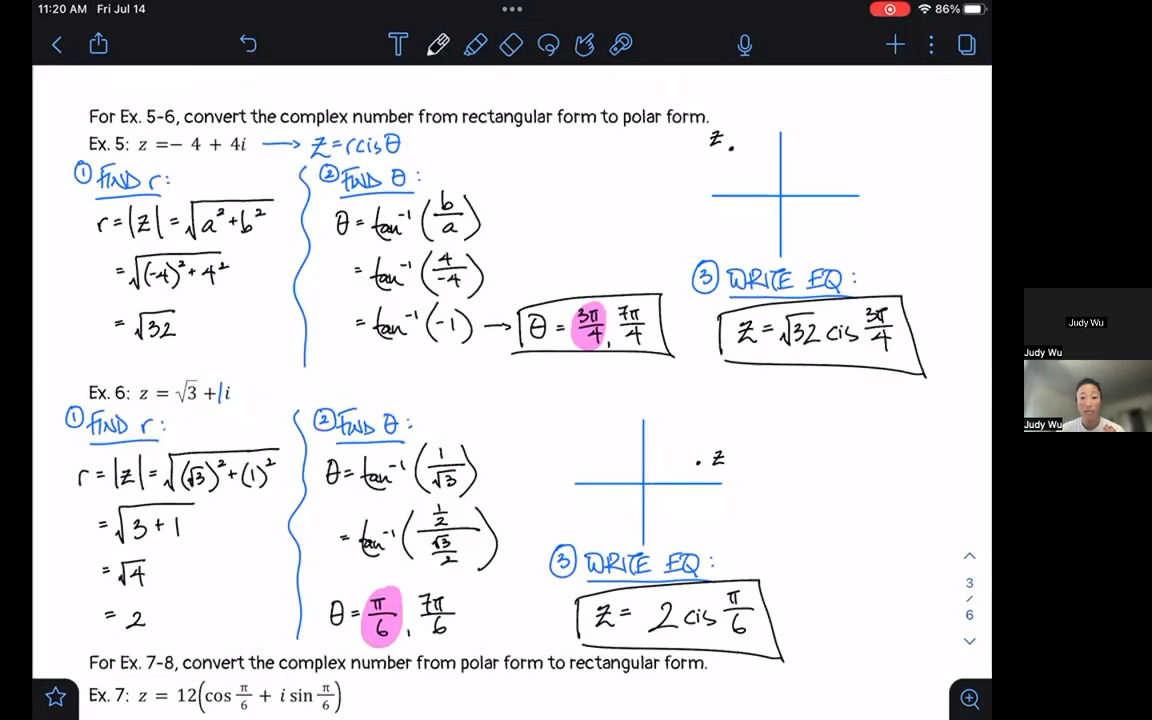 11:20 AM Fri Jul 14
86%
For Ex. 5-6, convert the complex number from rectangular form to polar form.
Ex. 5: z = − 4 + 4i → z = r cis θ
① FIND r:
r = |z| = √(a² + b²)
= √((-4)² + 4²)
= √32
② FIND θ:
θ = tan⁻¹(b/a)
= tan⁻¹(4/-4)
= tan⁻¹(-1) → θ = 3π/4, 7π/4
z
③ WRITE EQ:
z = √32 cis 3π/4
Ex. 6: z = √3 + 1i
① FIND r:
r = |z| = √((√3)² + (1)²)
= √(3 + 1)
= √4
= 2
② FIND θ:
θ = tan⁻¹(1/√3)
= tan⁻¹((1/2)/(√3/2))
θ = π/6, 7π/6
z
③ WRITE EQ:
z = 2 cis π/6
For Ex. 7-8, convert the complex number from polar form to rectangular form.
Ex. 7: z = 12(cos π/6 + i sin π/6)
3
/
6
Judy Wu
Judy Wu
Judy Wu